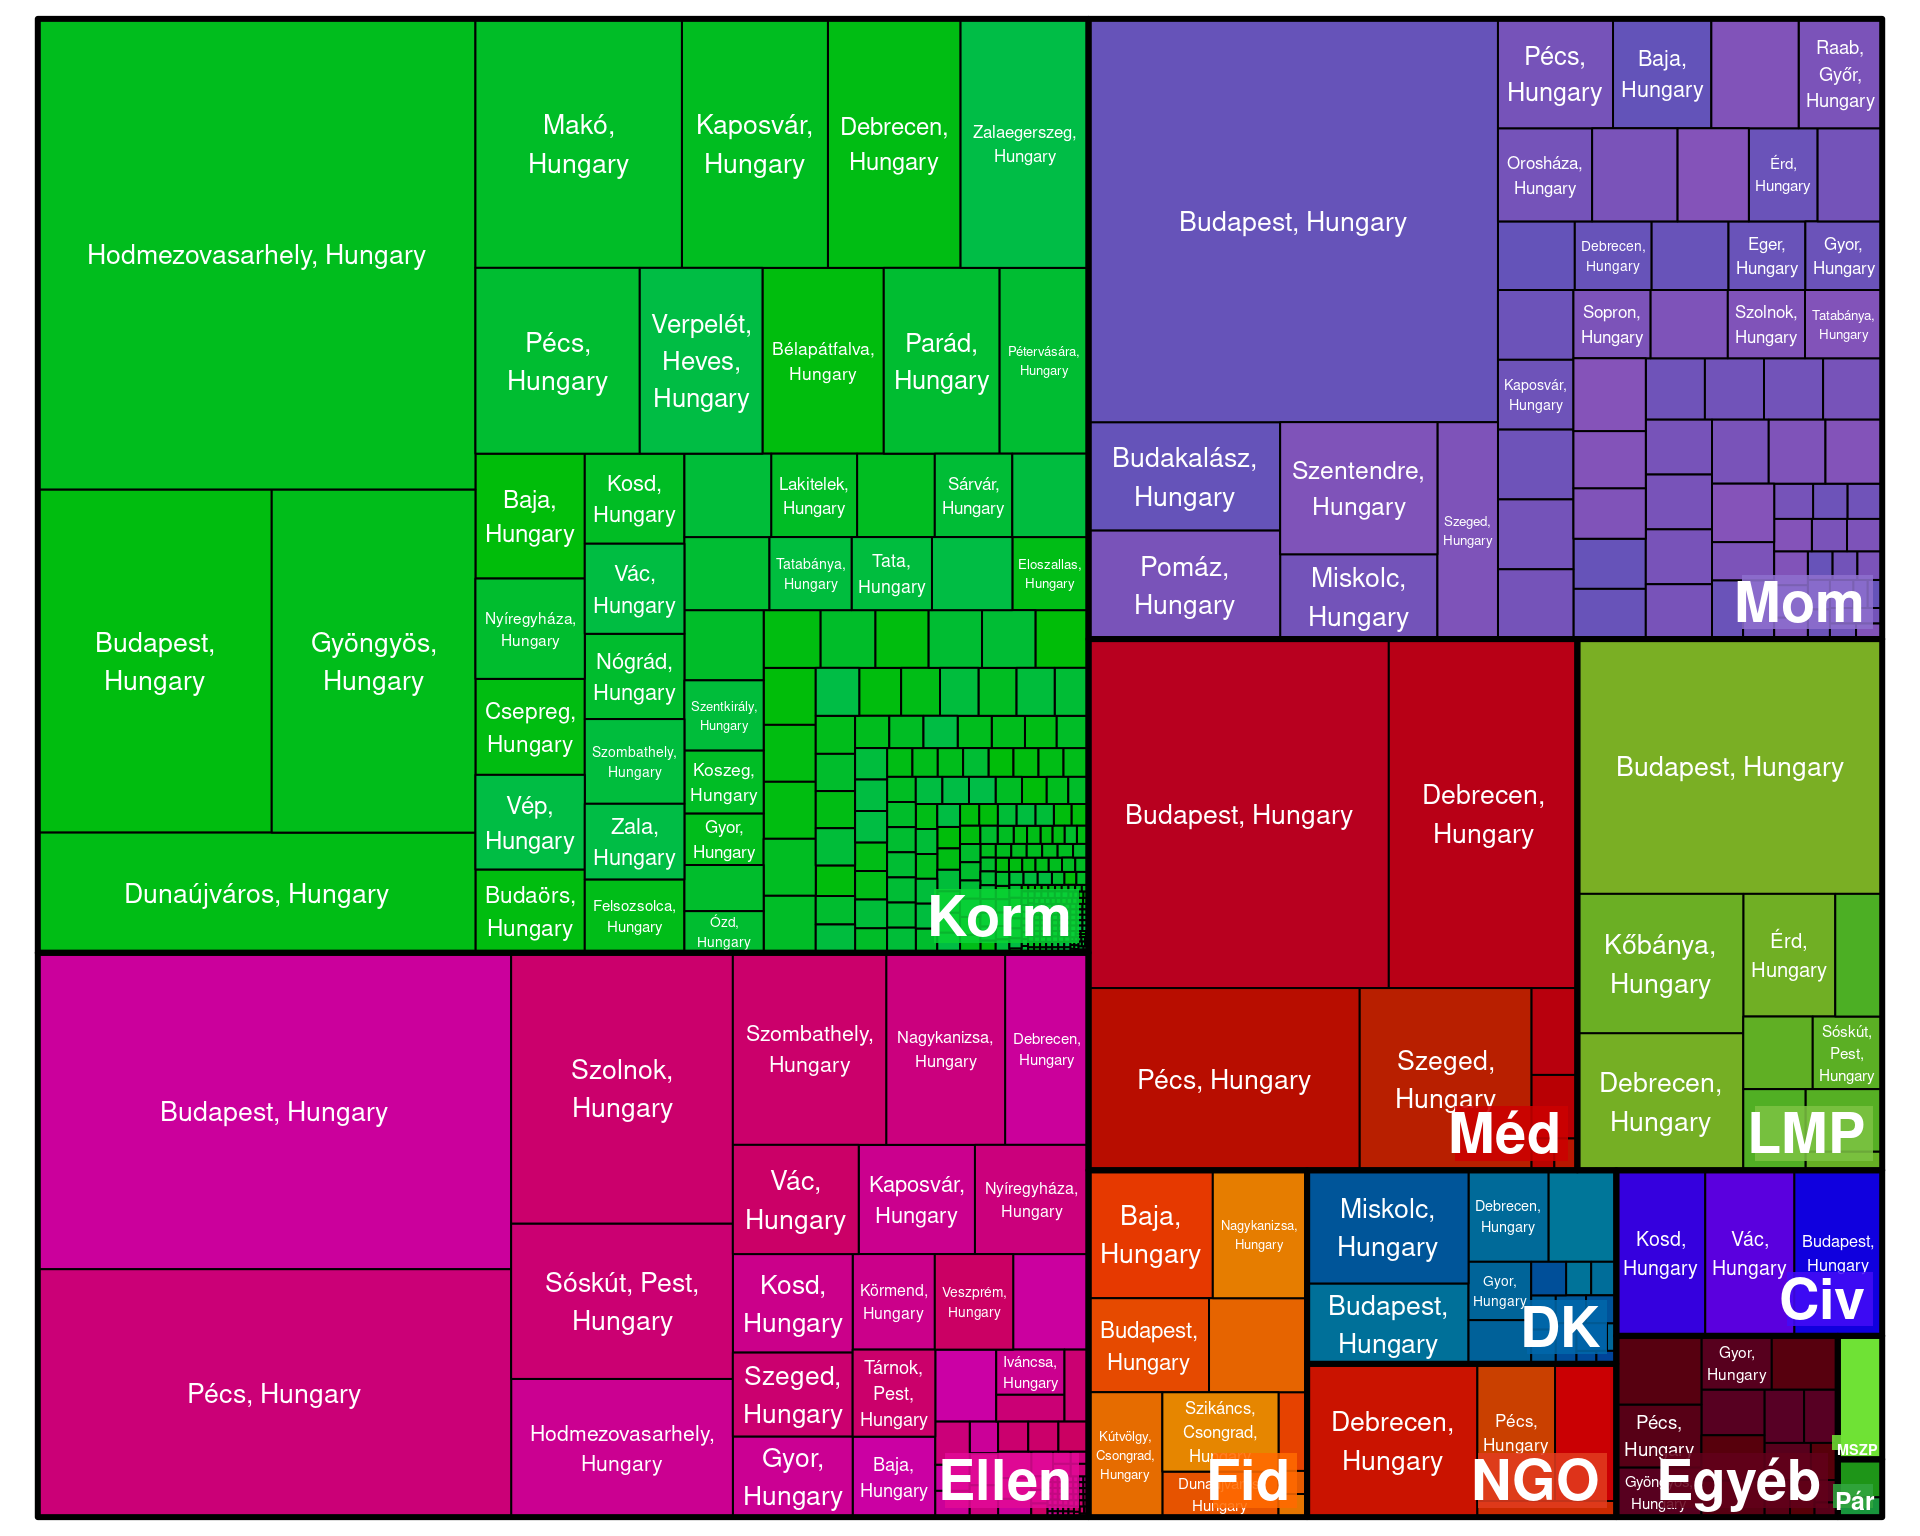 Hodmezovasarhely, Hungary
Makó,
Hungary
Kaposvár,
Hungary
Debrecen,
Hungary
Zalaegerszeg,
Hungary
Pécs,
Hungary
Verpelét,
Heves,
Hungary
Bélapátfalva,
Hungary
Parád,
Hungary
Pétervására,
Hungary
Budapest,
Hungary
Gyöngyös,
Hungary
Dunaújváros, Hungary
Baja,
Hungary
Nyíregyháza,
Hungary
Csepreg,
Hungary
Vép,
Hungary
Budaörs,
Hungary
Kosd,
Hungary
Vác,
Hungary
Nógrád,
Hungary
Szombathely,
Hungary
Zala,
Hungary
Felsozsolca,
Hungary
Lakitelek,
Hungary
Sárvár,
Hungary
Tatabánya,
Hungary
Tata,
Hungary
Eloszallas,
Hungary
Szentkirály,
Hungary
Koszeg,
Hungary
Gyor,
Hungary
Ózd,
Hungary
Korm
Budapest, Hungary
Pécs, Hungary
Szolnok,
Hungary
Sóskút, Pest,
Hungary
Hodmezovasarhely,
Hungary
Szombathely,
Hungary
Nagykanizsa,
Hungary
Debrecen,
Hungary
Vác,
Hungary
Kaposvár,
Hungary
Nyíregyháza,
Hungary
Kosd,
Hungary
Körmend,
Hungary
Veszprém,
Hungary
Szeged,
Hungary
Tárnok,
Pest,
Hungary
Iváncsa,
Hungary
Gyor,
Hungary
Baja,
Hungary
Ellen
Budapest, Hungary
Budakalász,
Hungary
Pomáz,
Hungary
Szentendre,
Hungary
Miskolc,
Hungary
Szeged,
Hungary
Pécs,
Hungary
Baja,
Hungary
Raab,
Győr,
Hungary
Orosháza,
Hungary
Érd,
Hungary
Debrecen,
Hungary
Eger,
Hungary
Gyor,
Hungary
Sopron,
Hungary
Szolnok,
Hungary
Tatabánya,
Hungary
Kaposvár,
Hungary
Mom
Budapest, Hungary
Debrecen,
Hungary
Pécs, Hungary
Szeged,
Hungary
Méd
Budapest, Hungary
Kőbánya,
Hungary
Debrecen,
Hungary
Érd,
Hungary
Sóskút,
Pest,
Hungary
LMP
Baja,
Hungary
Nagykanizsa,
Hungary
Budapest,
Hungary
Kútvölgy,
Csongrad,
Hungary
Szikáncs,
Csongrad,
Hungary
Hungary
Fid
Miskolc,
Hungary
Budapest,
Hungary
Debrecen,
Hungary
Gyor,
Hungary
DK
Debrecen,
Hungary
Pécs,
Hungary
NGO
Kosd,
Hungary
Vác,
Hungary
Budapest,
Hungary
Civ
Gyor,
Hungary
Pécs,
Hungary
Hungary
Egyéb
MSZP
Pár